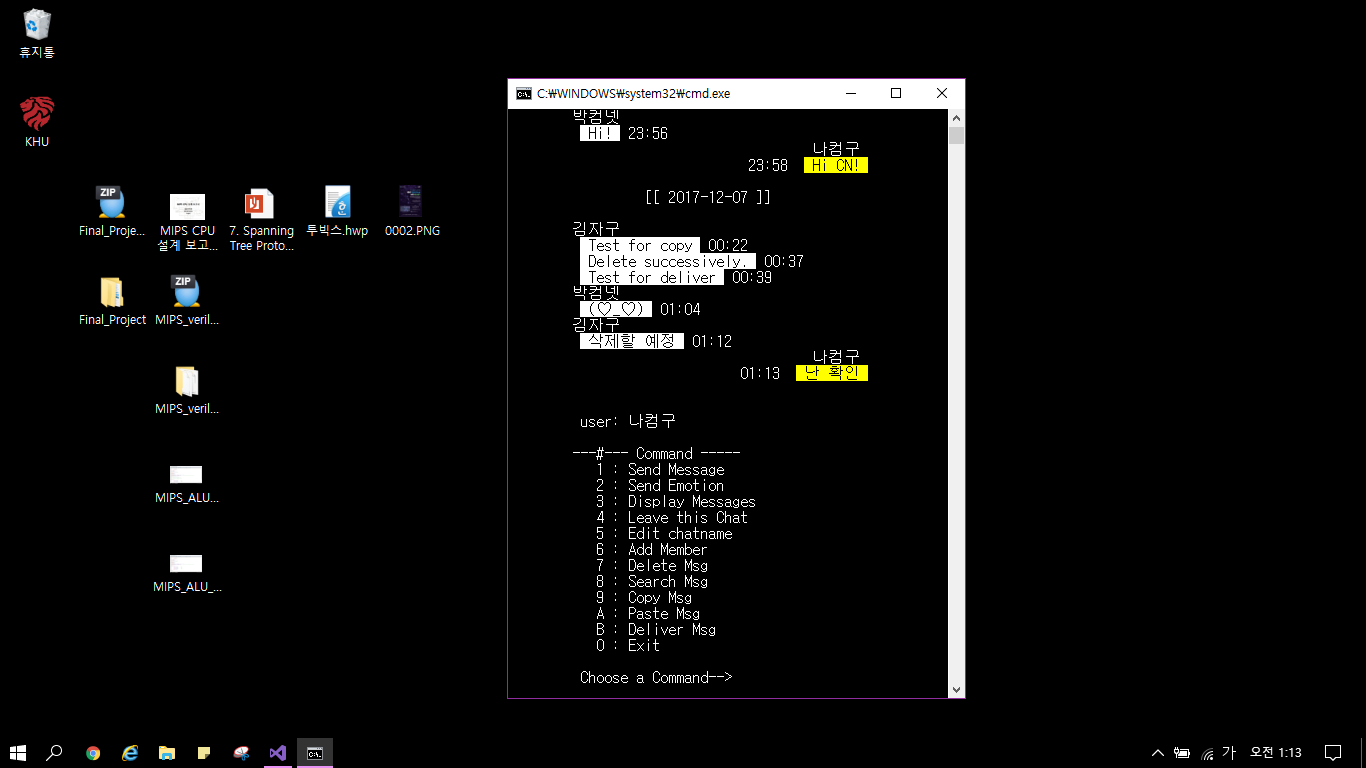 휴지통
KHU
Final_Proje...
MIPS CPU
설계 보고...
7. Spanning
Tree Proto...
투빅스.hwp
0002.PNG
ZIP
Final_Project
MIPS_veril...
ZIP
MIPS_veril...
MIPS_ALU...
MIPS_ALU_...
C:₩WINDOWS₩system32₩cmd.exe
박컴넷
Hi! 23:56
나컴구
23:58 Hi CN!
[[ 2017-12-07 ]]
김자구
Test for copy 00:22
Delete successively. 00:37
Test for deliver 00:39
박컴넷
(♡_♡) 01:04
김자구
삭제할 예정 01:12
나컴구
01:13 난 확인
user: 나컴구
---#--- Command -----
1 : Send Message
2 : Send Emotion
3 : Display Messages
4 : Leave this Chat
5 : Edit chatname
6 : Add Member
7 : Delete Msg
8 : Search Msg
9 : Copy Msg
A : Paste Msg
B : Deliver Msg
0 : Exit
Choose a Command-->
가 오전 1:13